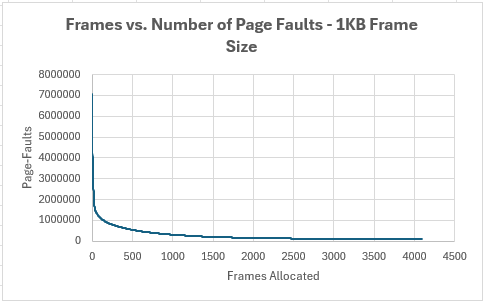 Frames vs. Number of Page Faults - 1KB Frame
Size
8000000
7000000
6000000
5000000
4000000
3000000
2000000
1000000
0
Page-Faults
0 500 1000 1500 2000 2500 3000 3500 4000 4500
Frames Allocated